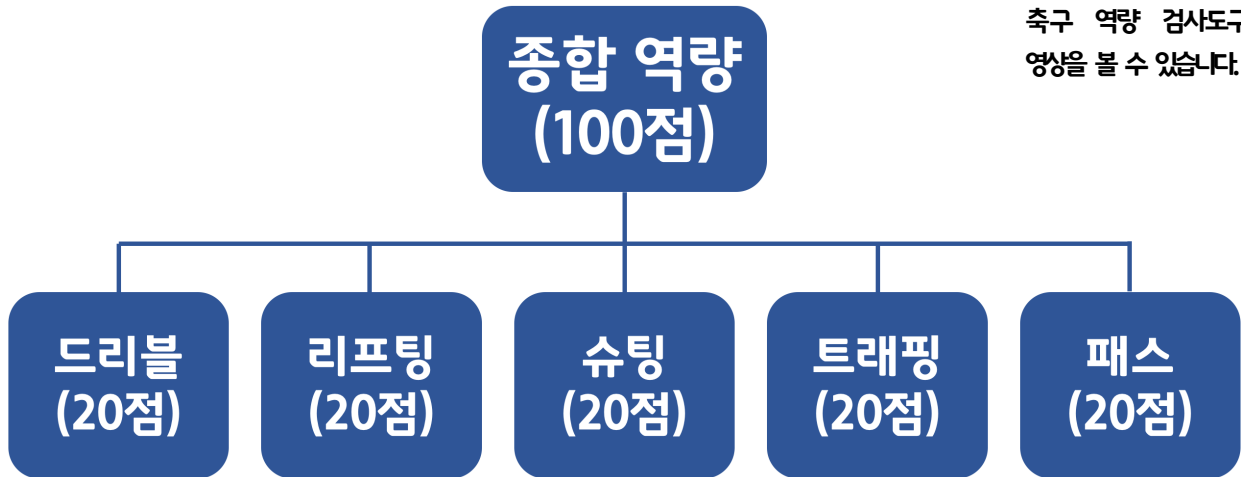 종합 역량
(100점)
축구 역량 검사도구
영상을 볼 수 있습니다.
드리블
(20점)
리프팅
(20점)
슈팅
(20점)
트래핑
(20점)
패스
(20점)